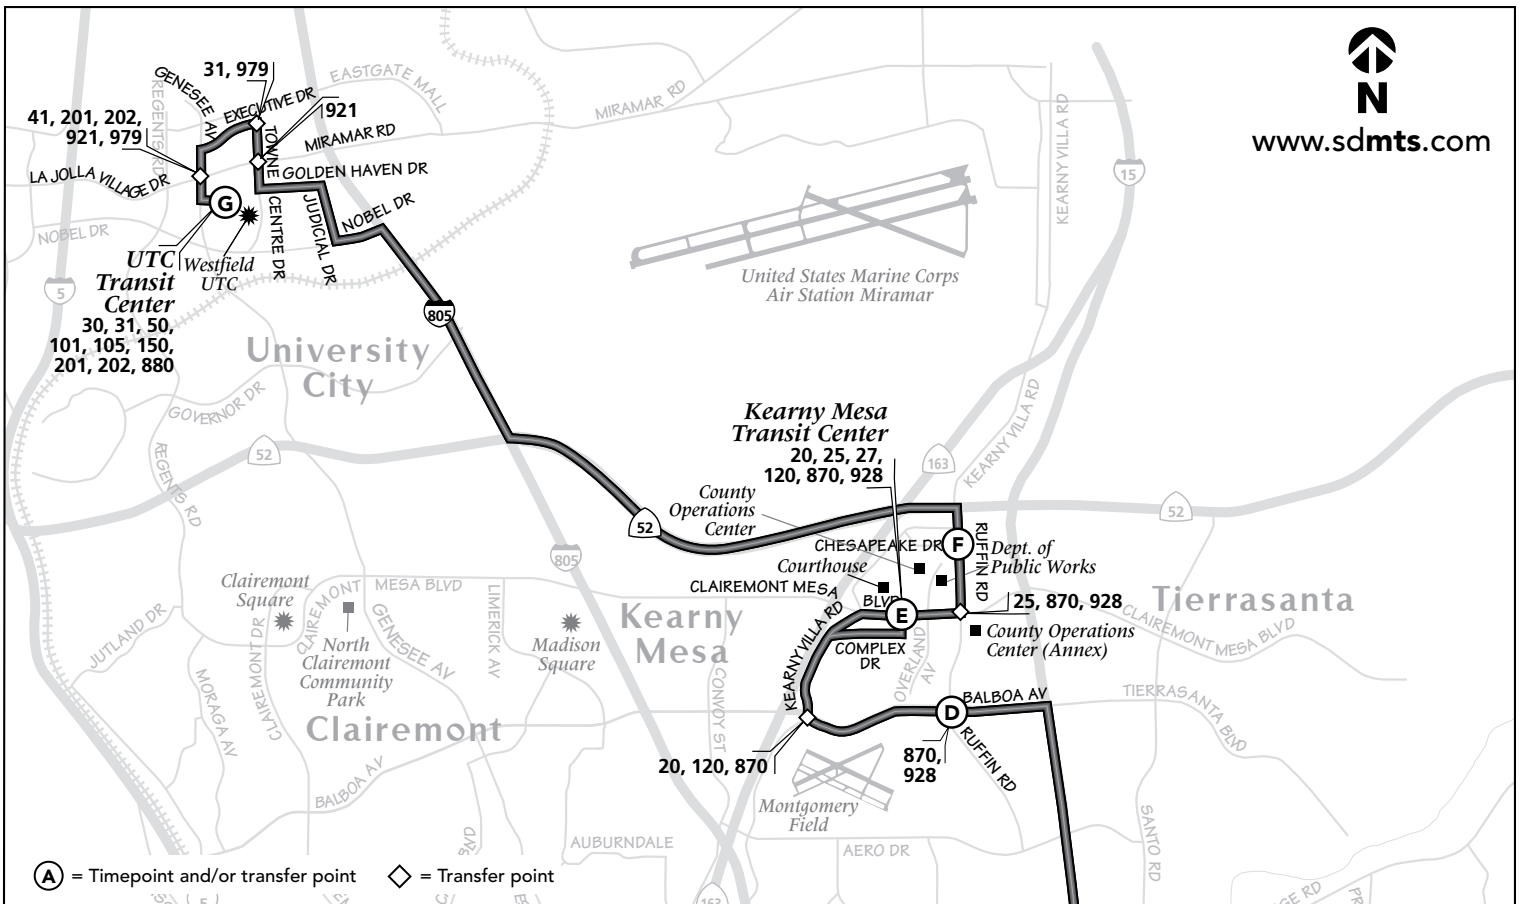 N
www.sdmts.com
31, 979
GENESEE AV
REGENTS RD
EXECUTIVE DR
EASTGATE MALL
921
MIRAMAR RD
MIRAMAR RD
41, 201, 202,
921, 979
TOWNE
CENTRE DR
LA JOLLA VILLAGE DR
GOLDEN HAVEN DR
JUDICIAL DR
NOBEL DR
NOBEL DR
G
UTC
Transit
Center
30, 31, 50,
101, 105, 150,
201, 202, 880
Westfield
UTC
5
805
15
KEARNY VILLA RD
United States Marine Corps
Air Station Miramar
University
City
GOVERNOR DR
REGENTS RD
52
Kearny Mesa
Transit Center
20, 25, 27,
120, 870, 928
163
KEARNY VILLA RD
County
Operations
Center
52
52
CHESAPEAKE DR
F
RUFFIN RD
Dept. of
Public Works
Courthouse
CLAIREMONT MESA
BLVD
E
25, 870, 928
County Operations
Center (Annex)
Tierrasanta
CLAIREMONT MESA BLVD
805
Clairemont
Square
CLAIREMONT
MESA BLVD
JUTLAND DR
CLAIREMONT DR
North
Clairemont
Community
Park
GENESEE AV
LIMERICK AV
Madison
Square
Kearny
Mesa
KEARNY VILLA RD
COMPLEX
DR
OVERLAND
AV
MORAGA AV
Clairemont
CONVOY ST
D
BALBOA AV
TIERRASANTA BLVD
870,
928
RUFFIN RD
20, 120, 870
BALBOA AV
Montgomery
Field
AUBURNDALE
AERO DR
SANTO RD
A = Timepoint and/or transfer point
= Transfer point
163
5